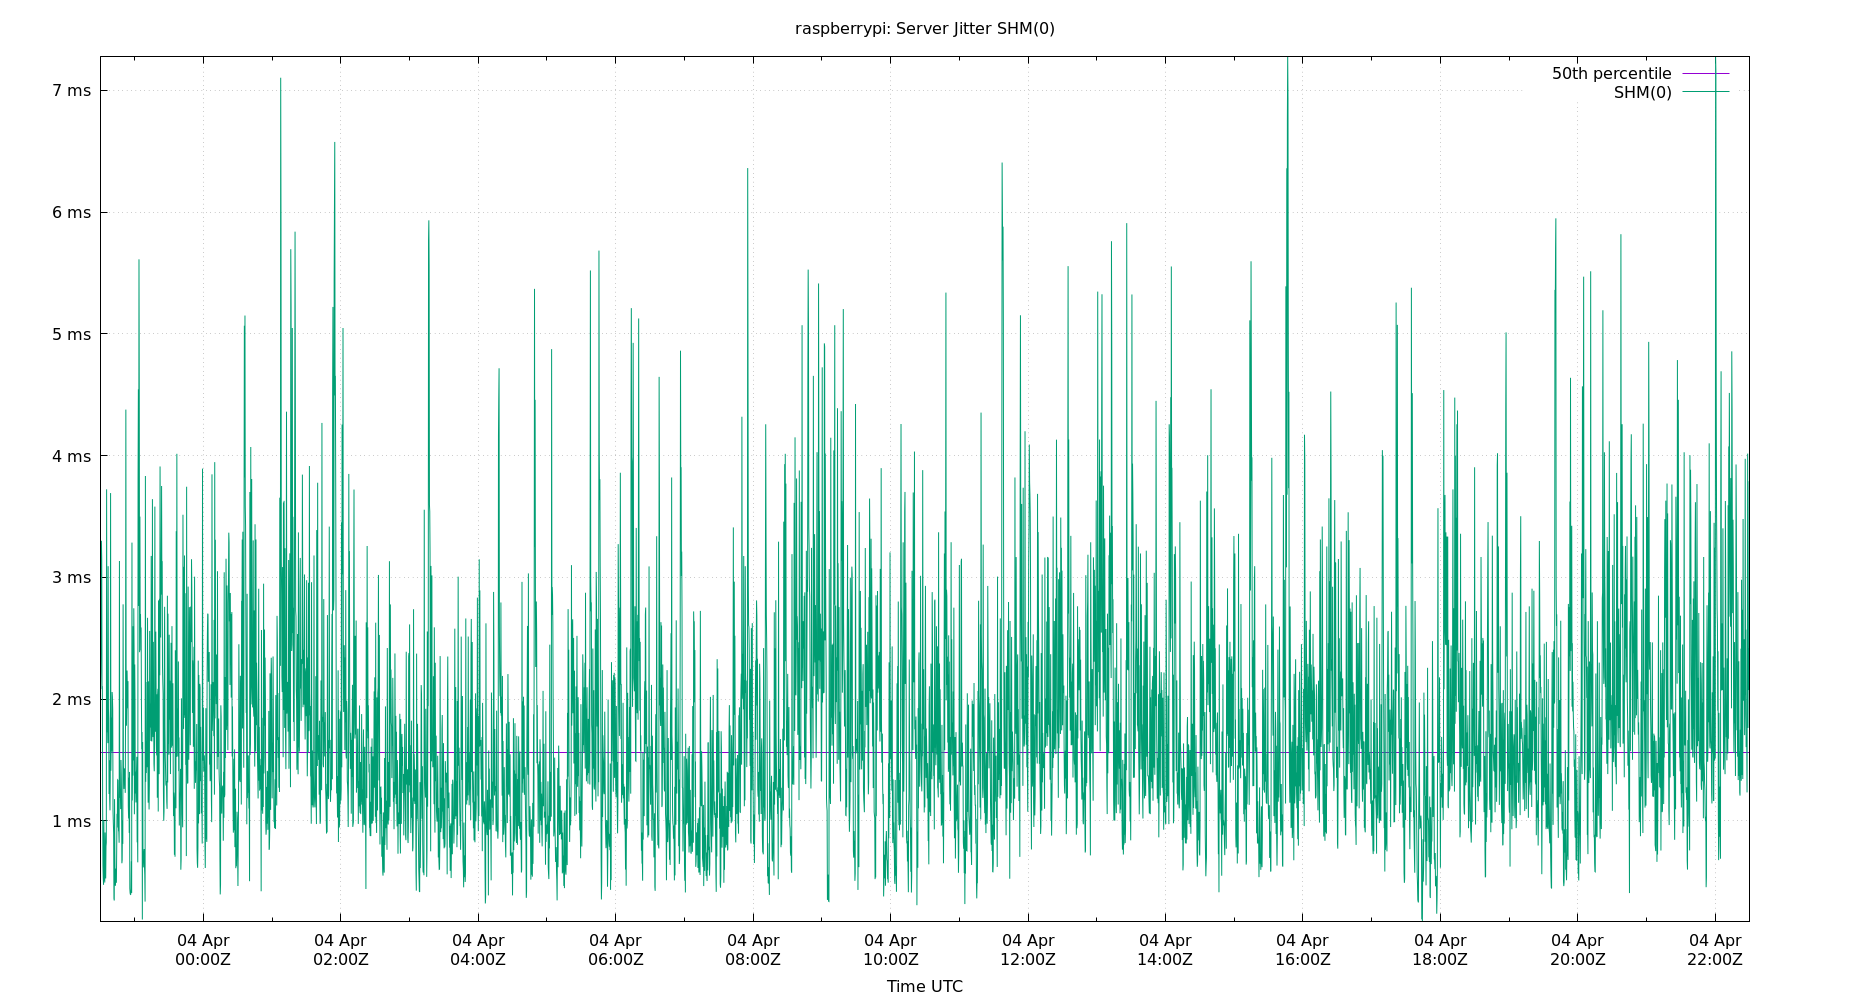 raspberrypi: Server Jitter SHM(0)
50th percentile
SHM(0)
7 ms
6 ms
5 ms
4 ms
3 ms
2 ms
1 ms
04 Apr 04 Apr 04 Apr 04 Apr 04 Apr 04 Apr 04 Apr 04 Apr 04 Apr 04 Apr 04 Apr 04 Apr
00:00Z 02:00Z 04:00Z 06:00Z 08:00Z 10:00Z 12:00Z 14:00Z 16:00Z 18:00Z 20:00Z 22:00Z
Time UTC